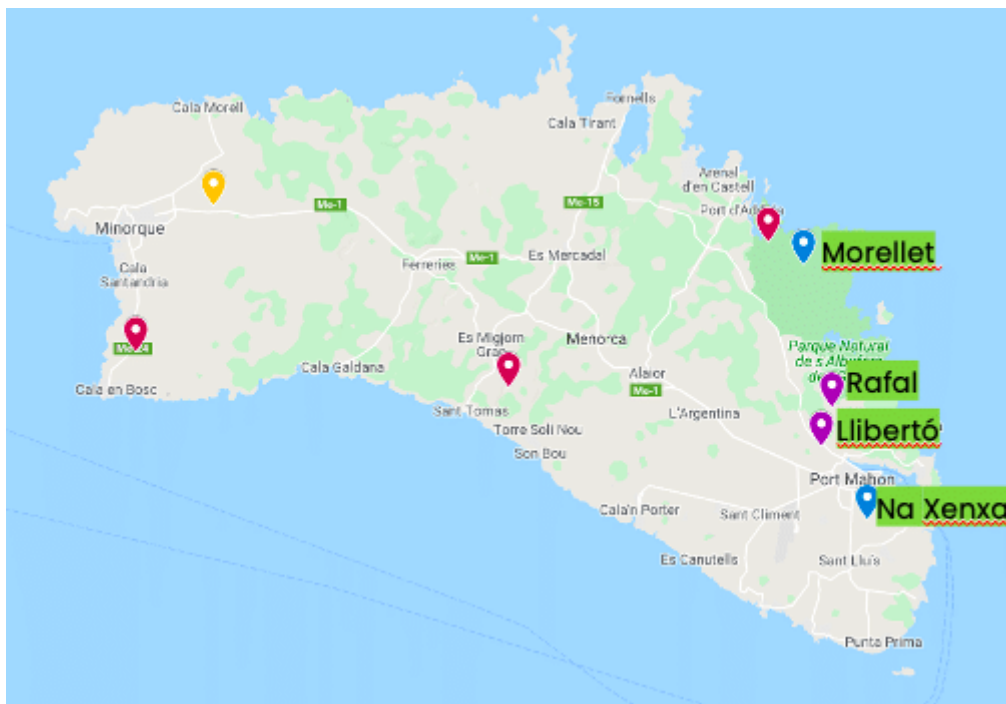 Fornells
Cala Morell
Cala Tirant
Arenal
d'en Castell
Me-1
Me-15
Port d'Addaia
Minorque
Morellet
Es Mercadal
Me-1
Ferreries
Cala
Santandria
Es Migjorn
Gran
Menorca
Parque Natural
de s'Albufera
Cala Galdana
Alaior
Rafal
Cala en Bosc
Me-1
Sant Tomas
L'Argentina
Llibertó
Torre Soli Nou
Son Bou
Port Mahon
Cala'n Porter
Sant Climent
Na Xenxa
Es Canutells
Sant Lluís
Punta Prima